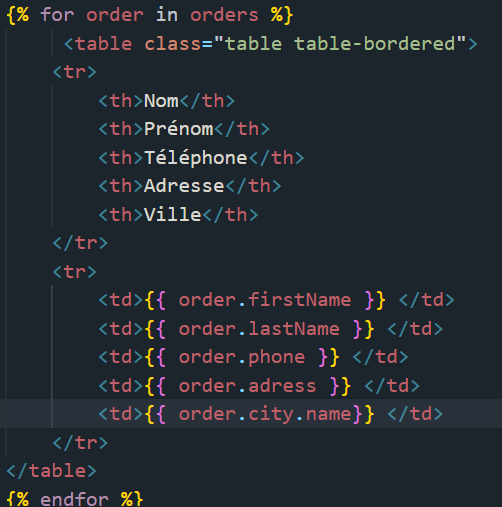 {% for order in orders %}
<table class="table table-bordered">
<tr>
<th>Nom</th>
<th>Prénom</th>
<th>Téléphone</th>
<th>Adresse</th>
<th>Ville</th>
</tr>
<tr>
<td>{{ order.firstName }} </td>
<td>{{ order.lastName }} </td>
<td>{{ order.phone }} </td>
<td>{{ order.adress }} </td>
<td>{{ order.city.name}} </td>
</tr>
</table>
{% endfor %}